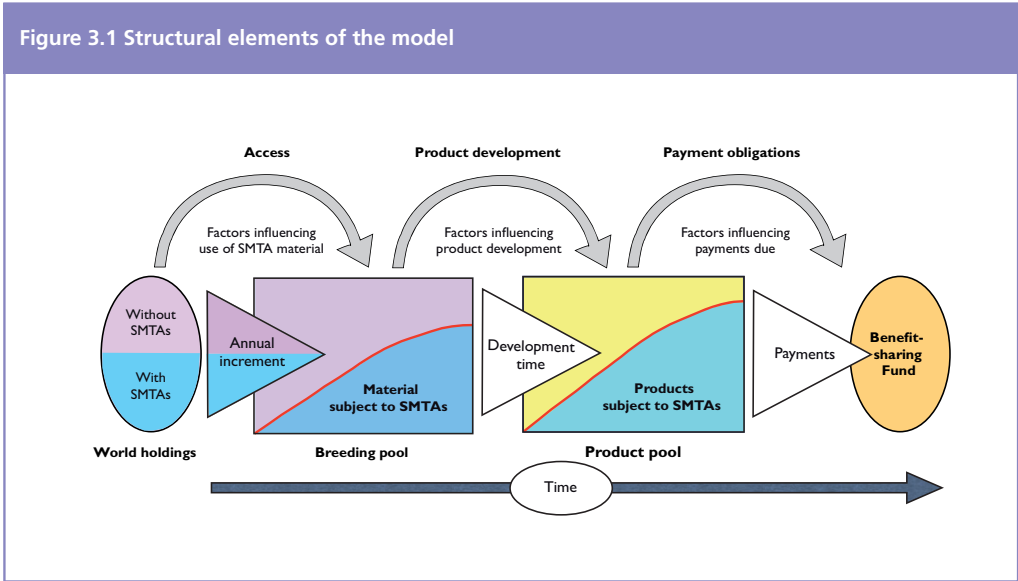 Figure 3.1 Structural elements of the model
Access
Product development
Payment obligations
Factors influencing
use of SMTA material
Factors influencing
product development
Factors influencing
payments due
Without
SMTAs
With
SMTAs
Annual
increment
Material
subject to SMTAs
Development
time
Products
subject to SMTAs
Payments
Benefit-
sharing
Fund
World holdings
Breeding pool
Product pool
Time